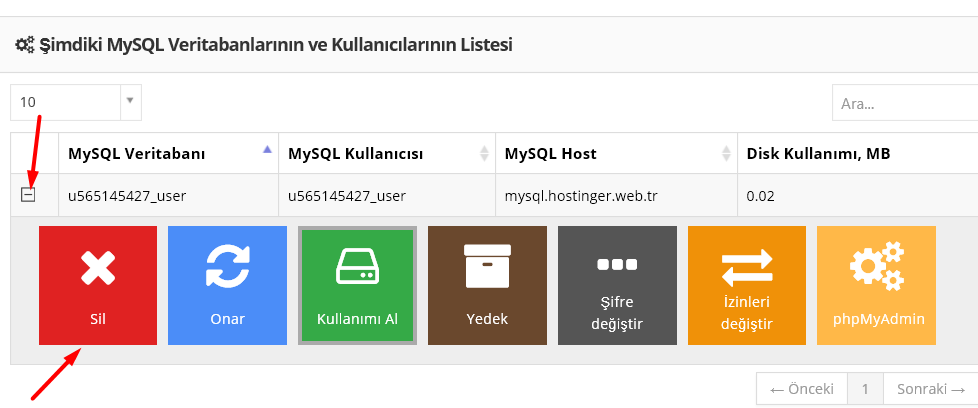 Şimdiki MySQL Veritabanlarının ve Kullanıcılarının Listesi
10
Ara...
MySQL Veritabanı MySQL Kullanıcısı MySQL Host Disk Kullanımı, MB
u565145427_user u565145427_user mysql.hostinger.web.tr 0.02
Sil Onar Kullanımı Al Yedek Şifre değiştir İzinleri değiştir phpMyAdmin
← Önceki 1 Sonraki →